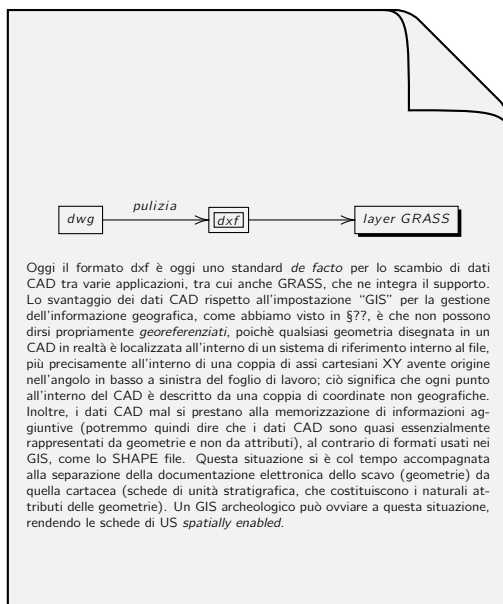 pulizia
dwg dxf layer GRASS
Oggi il formato dxf è oggi uno standard de facto per lo scambio di dati
CAD tra varie applicazioni, tra cui anche GRASS, che ne integra il supporto.
Lo svantaggio dei dati CAD rispetto all'impostazione "GIS" per la gestione
dell'informazione geografica, come abbiamo visto in §??, è che non possono
dirsi propriamente georeferenziati, poichè qualsiasi geometria disegnata in un
CAD in realtà è localizzata all'interno di un sistema di riferimento interno al file,
più precisamente all'interno di una coppia di assi cartesiani XY avente origine
nell'angolo in basso a sinistra del foglio di lavoro; ciò significa che ogni punto
all'interno del CAD è descritto da una coppia di coordinate non geografiche.
Inoltre, i dati CAD mal si prestano alla memorizzazione di informazioni ag-
giuntive (potremmo quindi dire che i dati CAD sono quasi essenzialmente
rappresentati da geometrie e non da attributi), al contrario di formati usati nei
GIS, come lo SHAPE file. Questa situazione si è col tempo accompagnata
alla separazione della documentazione elettronica dello scavo (geometrie) da
quella cartacea (schede di unità stratigrafica, che costituiscono i naturali at-
tributi delle geometrie). Un GIS archeologico può ovviare a questa situazione,
rendendo le schede di US spatially enabled.